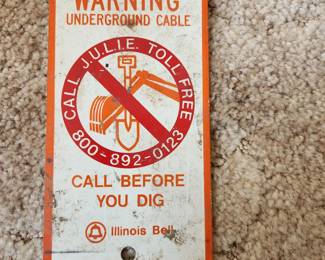 WARNING
UNDERGROUND CABLE
CALL J.U.L.I.E. TOLL FREE
800-892-0123
CALL BEFORE
YOU DIG
Illinois Bell